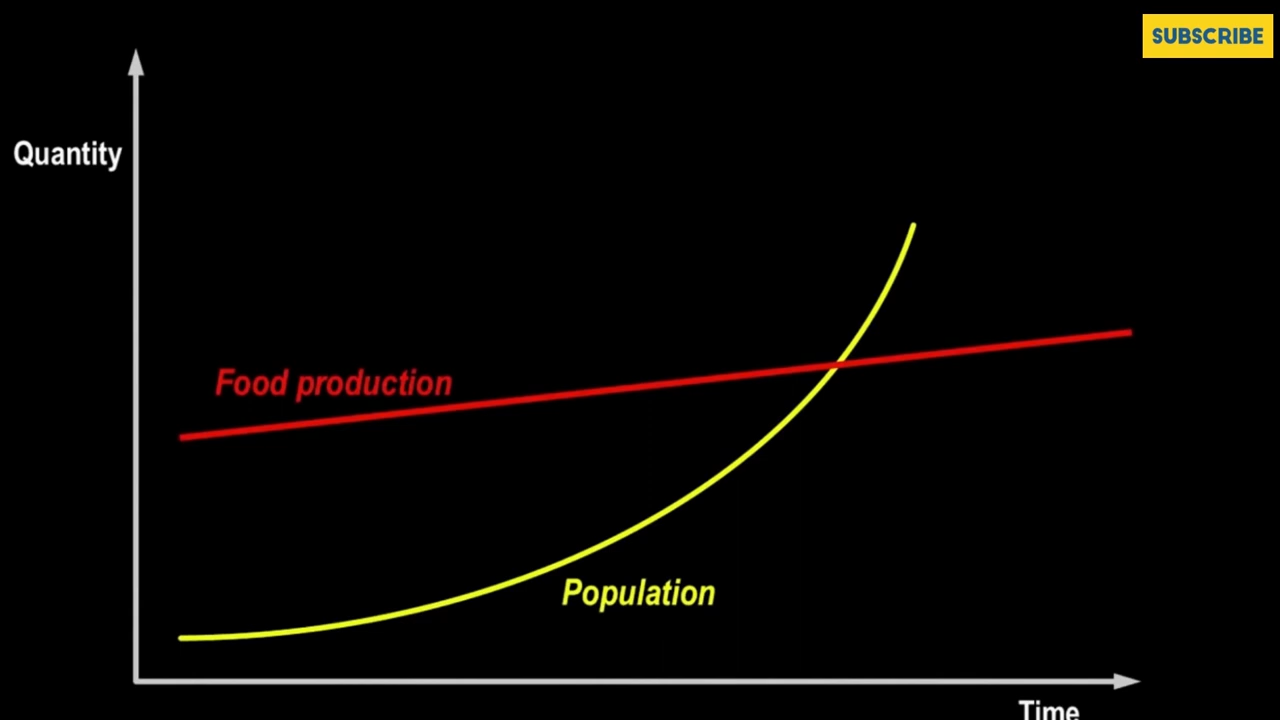 SUBSCRIBE
Quantity
Food production
Population
Time